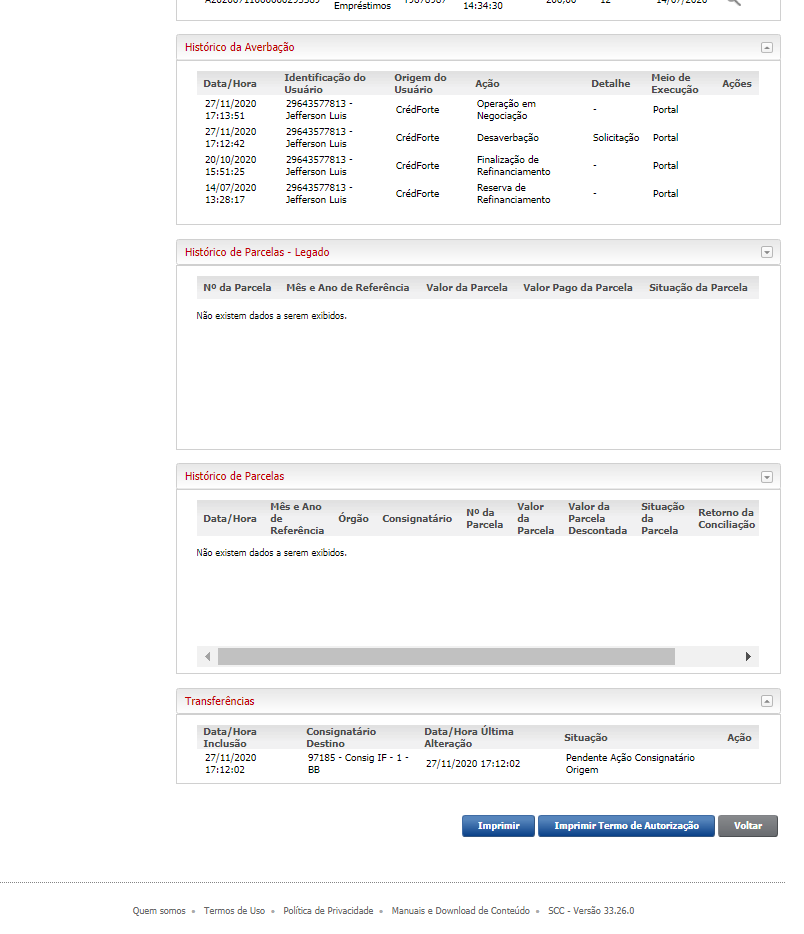 Empréstimos 14:34:30
Histórico da Averbação
Data/Hora Identificação do Usuário Origem do Usuário Ação Detalhe Meio de Execução Ações
27/11/2020 17:13:51 29643577813 - Jefferson Luis CrédForte Operação em Negociação - Portal
27/11/2020 17:12:42 29643577813 - Jefferson Luis CrédForte Desaverbação Solicitação Portal
20/10/2020 15:51:25 29643577813 - Jefferson Luis CrédForte Finalização de Refinanciamento - Portal
14/07/2020 13:28:17 29643577813 - Jefferson Luis CrédForte Reserva de Refinanciamento - Portal
Histórico de Parcelas - Legado
Nº da Parcela Mês e Ano de Referência Valor da Parcela Valor Pago da Parcela Situação da Parcela
Não existem dados a serem exibidos.
Histórico de Parcelas
Data/Hora Mês e Ano de Referência Órgão Consignatário Nº da Parcela Valor da Parcela Valor da Parcela Descontada Situação da Parcela Retorno da Conciliação
Não existem dados a serem exibidos.
Transferências
Data/Hora Inclusão Consignatário Destino Data/Hora Última Alteração Situação Ação
27/11/2020 17:12:02 97185 - Consig IF - 1 - BB 27/11/2020 17:12:02 Pendente Ação Consignatário Origem
Imprimir Imprimir Termo de Autorização Voltar
Quem somos • Termos de Uso • Política de Privacidade • Manuais e Download de Conteúdo • SCC - Versão 33.26.0